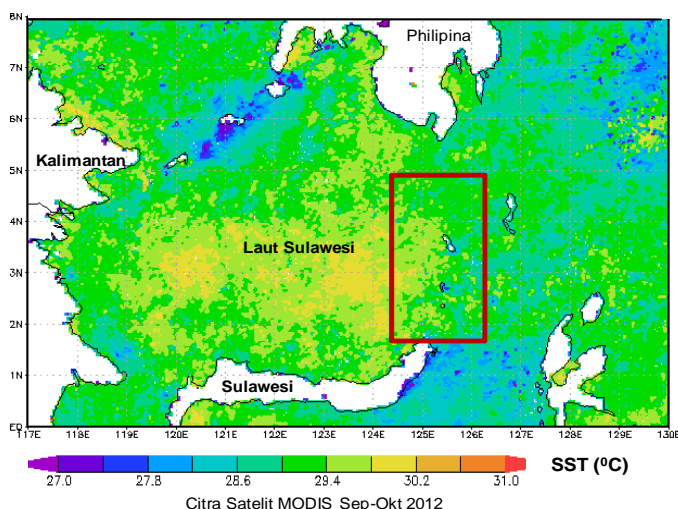 8N
Philipina
7N
6N
Kalimantan
5N
4N
Laut Sulawesi
3N
2N
1N
Sulawesi
EQ
117E 118E 119E 120E 121E 122E 123E 124E 125E 126E 127E 128E 129E 130E
SST (⁰C)
27.0 27.8 28.6 29.4 30.2 31.0
Citra Satelit MODIS Sep-Okt 2012